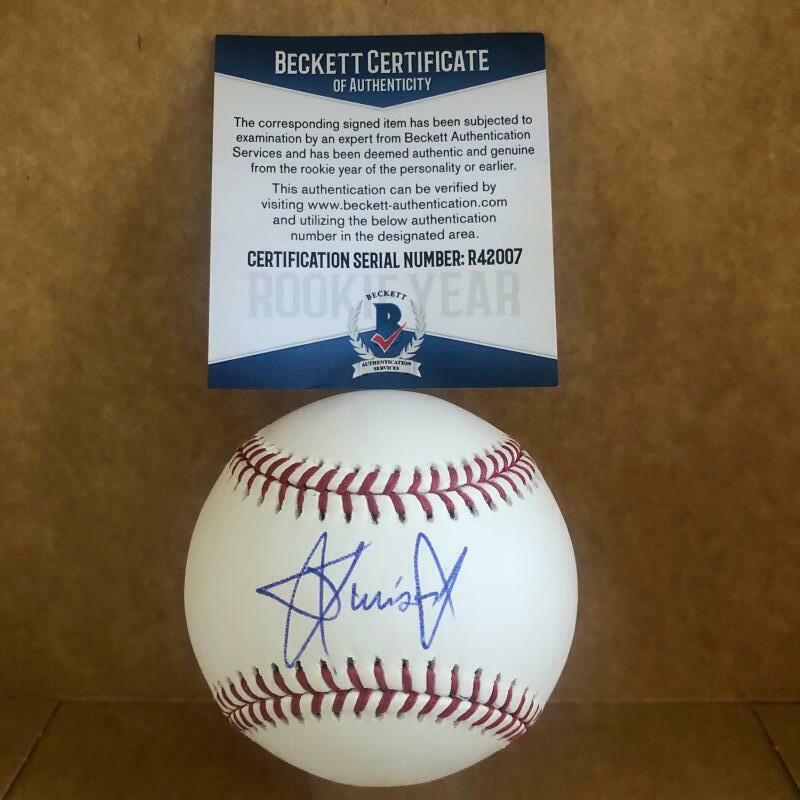 BECKETT CERTIFICATE
OF AUTHENTICITY
The corresponding signed item has been subjected to
examination by an expert from Beckett Authentication
Services and has been deemed authentic and genuine
from the rookie year of the personality or earlier.
This authentication can be verified by
visiting www.beckett-authentication.com
and utilizing the below authentication
number in the designated area.
CERTIFICATION SERIAL NUMBER: R42007
ROOKIE YEAR
BECKETT
B
AUTHENTICATION
SERVICES